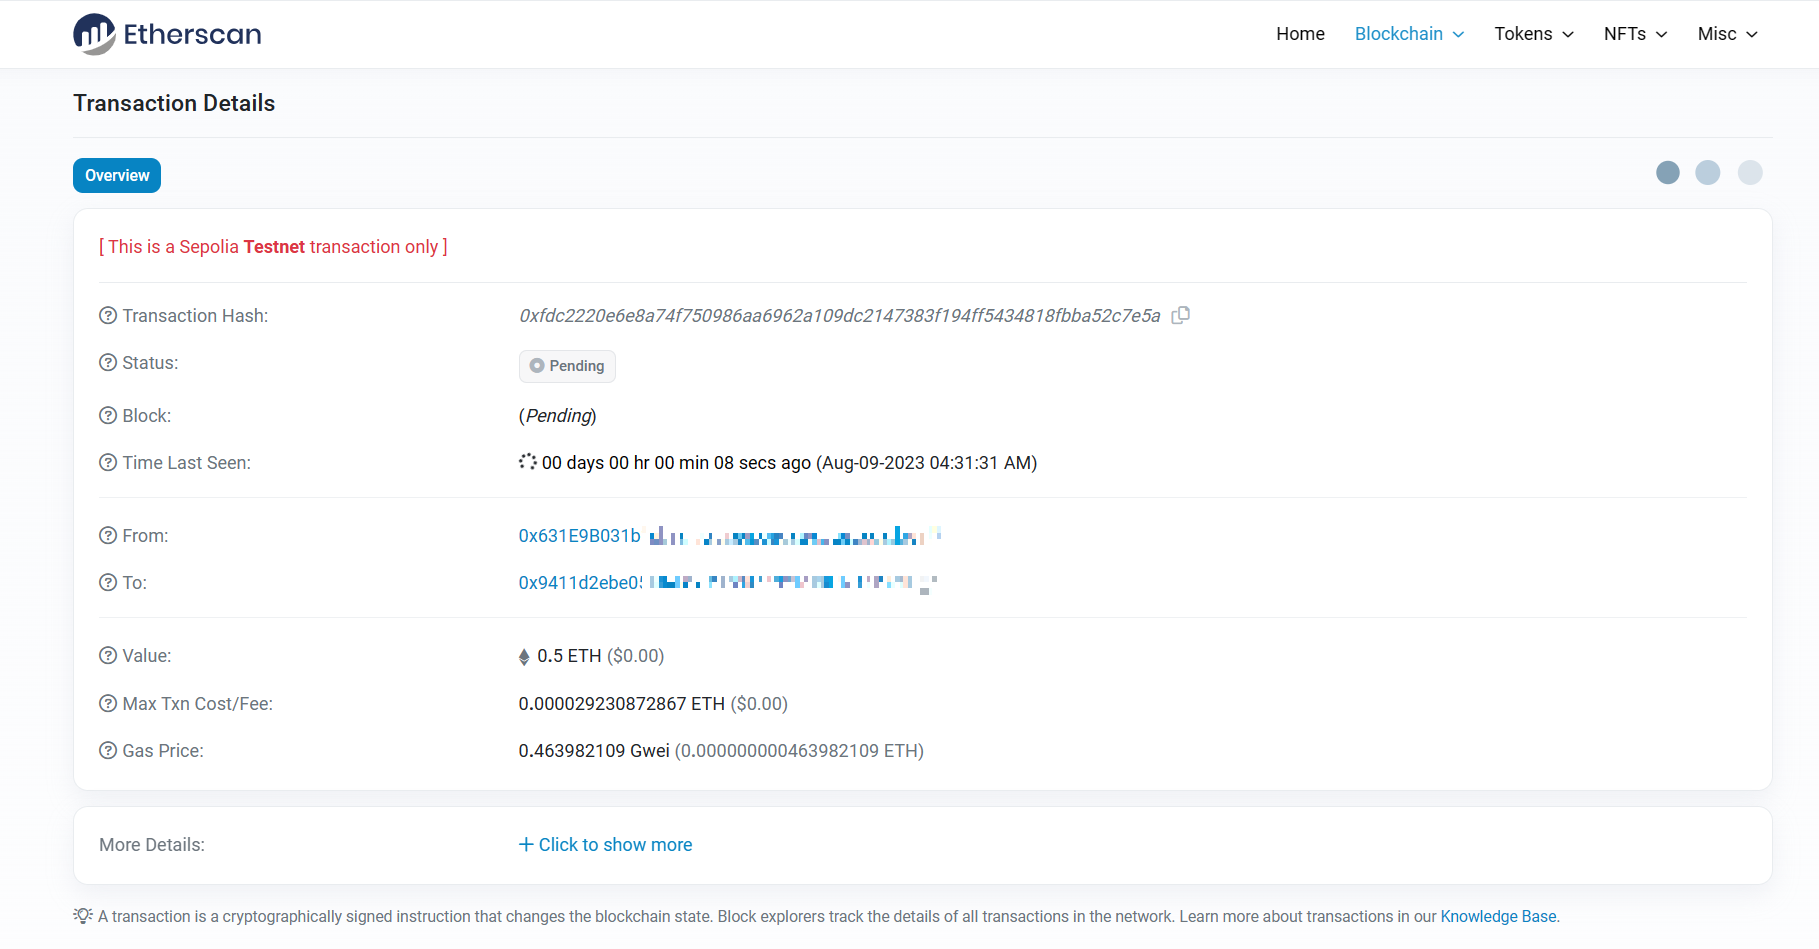 Etherscan
Home Blockchain Tokens NFTs Misc
Transaction Details
Overview
[ This is a Sepolia Testnet transaction only ]
Transaction Hash: 0xfdc2220e6e8a74f750986aa6962a109dc2147383f194ff5434818fbba52c7e5a
Status: Pending
Block: (Pending)
Time Last Seen: 00 days 00 hr 00 min 08 secs ago (Aug-09-2023 04:31:31 AM)
From: 0x631E9B031b
To: 0x9411d2ebe0
Value: 0.5 ETH ($0.00)
Max Txn Cost/Fee: 0.000029230872867 ETH ($0.00)
Gas Price: 0.463982109 Gwei (0.000000000463982109 ETH)
More Details: + Click to show more
A transaction is a cryptographically signed instruction that changes the blockchain state. Block explorers track the details of all transactions in the network. Learn more about transactions in our Knowledge Base.